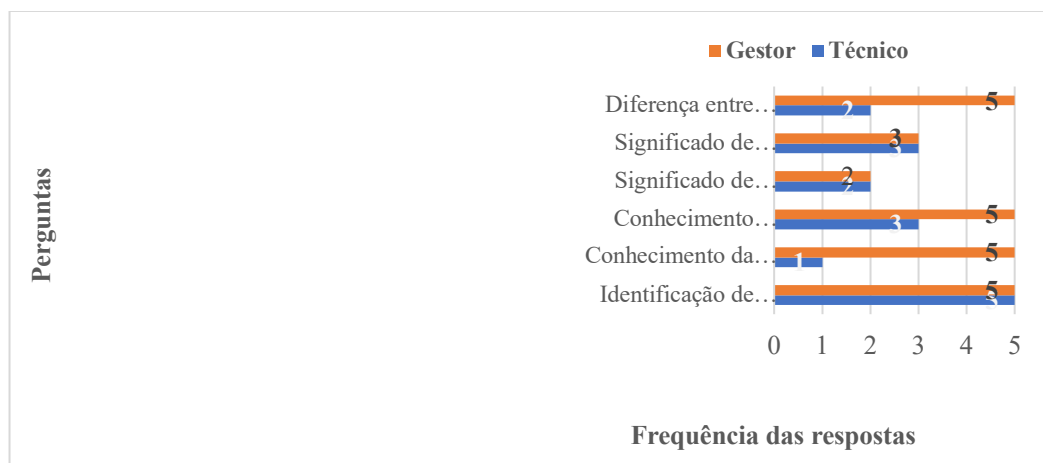 Gestor Técnico
Diferença entre…
5
2
Significado de…
3
3
Significado de…
2
2
Conhecimento
5
3
Conhecimento da…
5
1
Identificação de…
5
5
0 1 2 3 4 5
Perguntas
Frequência das respostas